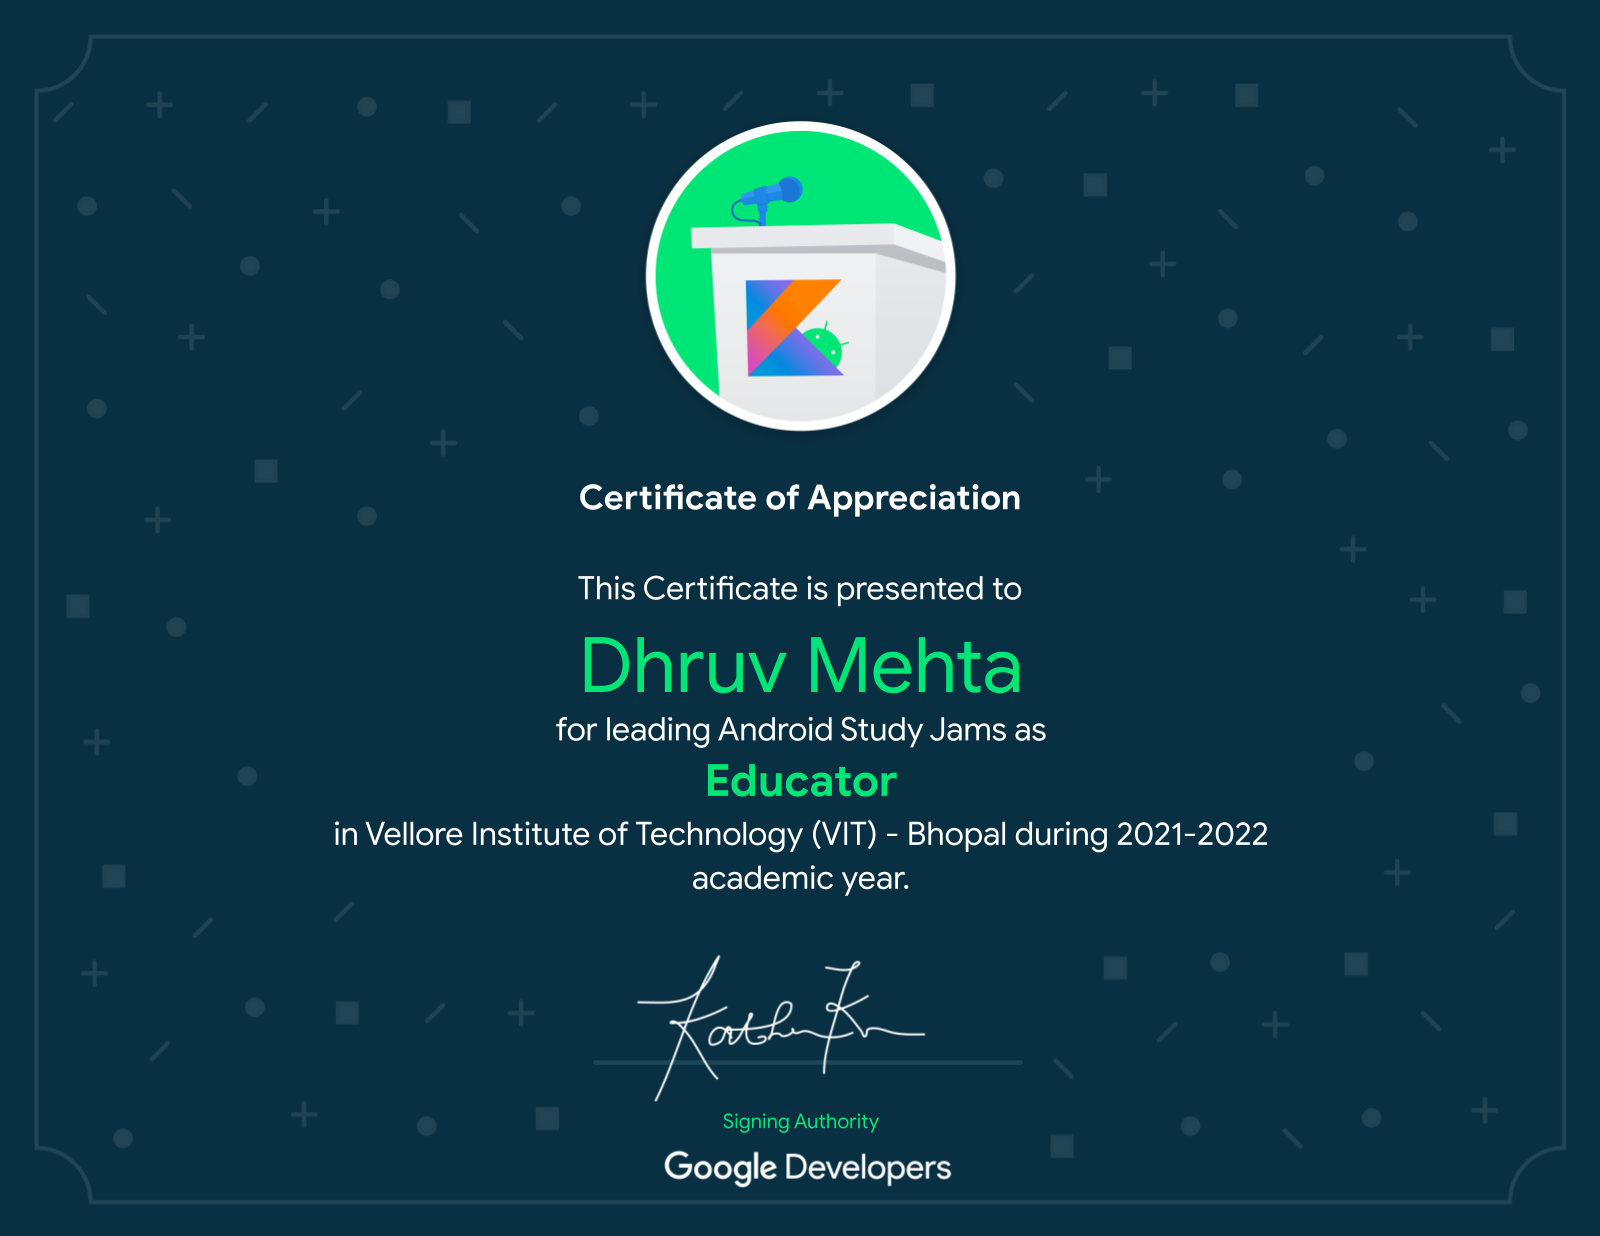 Certificate of Appreciation
This Certificate is presented to
Dhruv Mehta
for leading Android Study Jams as
Educator
in Vellore Institute of Technology (VIT) - Bhopal during 2021-2022
academic year.
Signing Authority
Google Developers